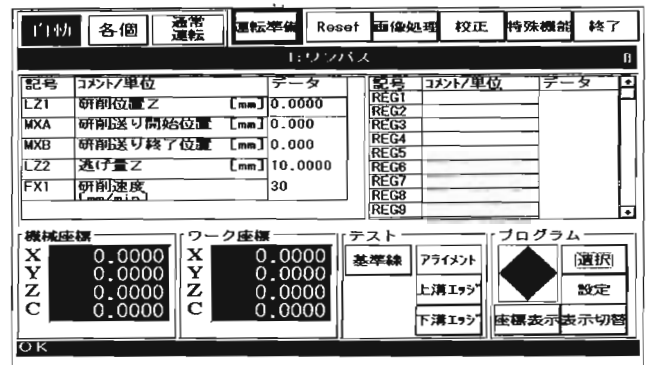 自動 各個 通常運転 運転準備 Reset 画像処理 校正 特殊機能 終了
1:ワンパス
記号 コメント/単位 データ
LZ1 研削位置Z [mm] 0.0000
MXA 研削送り開始位置 [mm] 0.000
MXB 研削送り終了位置 [mm] 0.000
LZ2 逃げ量Z [mm] 10.0000
FX1 研削速度 30
[mm/min]
記号 コメント/単位 データ
REG1
REG2
REG3
REG4
REG5
REG6
REG7
REG8
REG9
機械座標
X 0.0000
Y 0.0000
Z 0.0000
C 0.0000
ワーク座標
X 0.0000
Y 0.0000
Z 0.0000
C 0.0000
テスト
基準線 アライメント
上溝エッジ
下溝エッジ
プログラム
選択
設定
座標表示 表示切替
OK